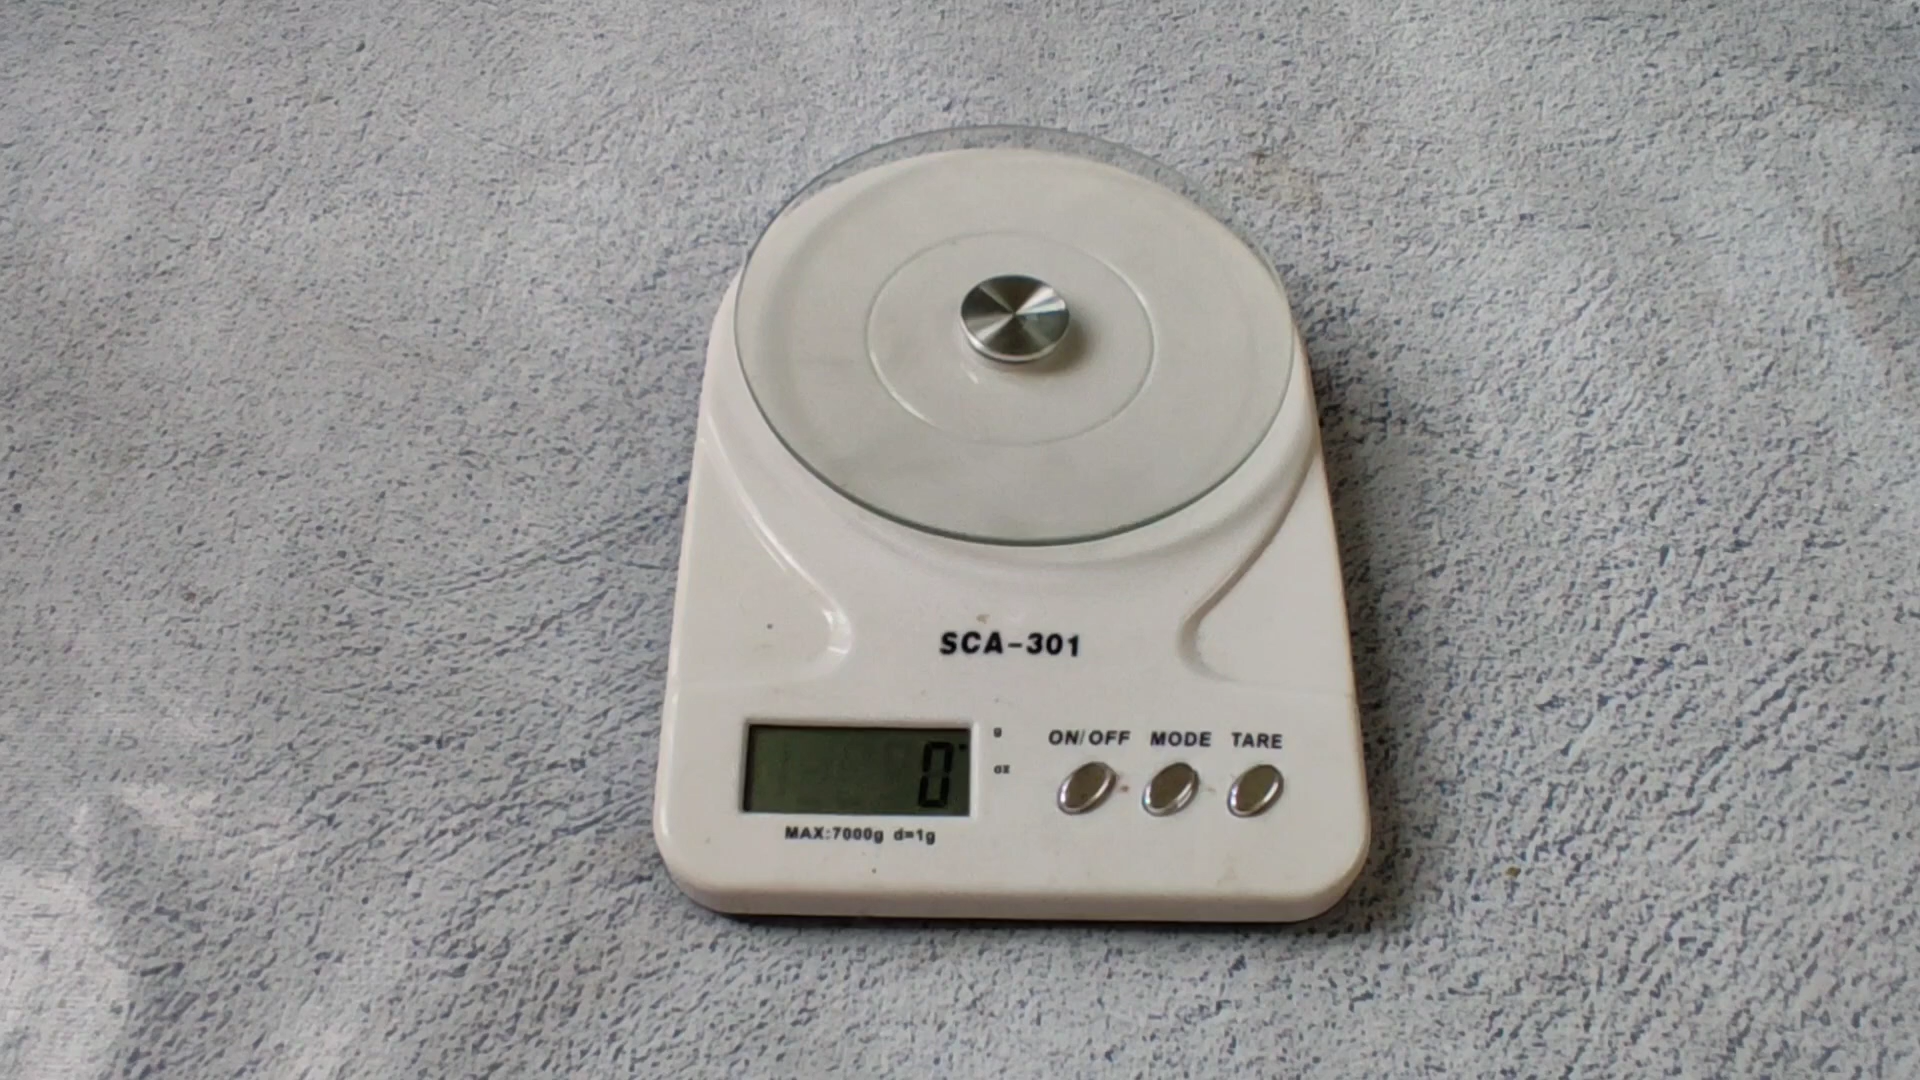 SCA-301
0
g
oz
ON/OFF MODE TARE
MAX:7000g d=1g